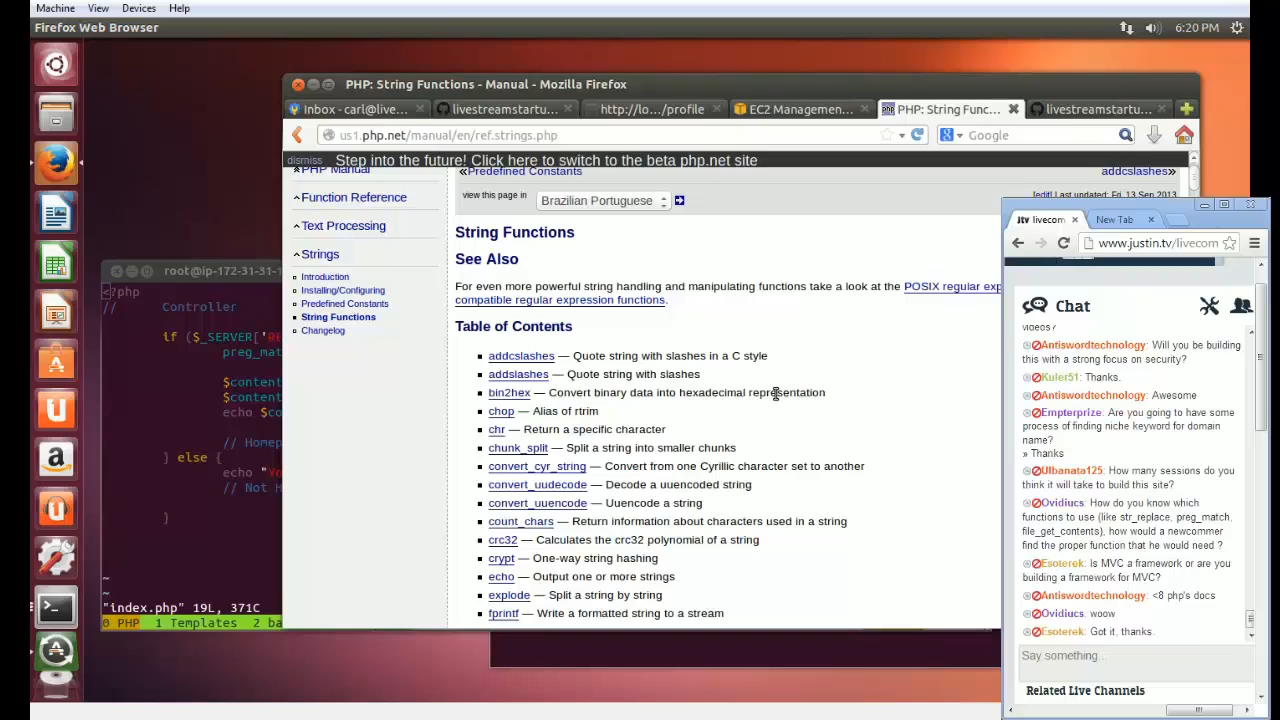 Machine View Devices Help
Firefox Web Browser
6:20 PM
PHP: String Functions - Manual - Mozilla Firefox
Inbox - carl@live...
livestreamstartu...
http://lo.../profile
EC2 Managemen...
PHP: String Func...
livestreamstartu...
us1.php.net/manual/en/ref.strings.php
Google
dismiss Step into the future! Click here to switch to the beta php.net site
PHP Manual
Function Reference
Text Processing
Strings
Introduction
Installing/Configuring
Predefined Constants
String Functions
Changelog
«Predefined Constants
addcslashes»
view this page in Brazilian Portuguese
[edit] Last updated: Fri, 13 Sep 2013
String Functions
See Also
For even more powerful string handling and manipulating functions take a look at the POSIX regular exp
compatible regular expression functions.
Table of Contents
addcslashes — Quote string with slashes in a C style
addslashes — Quote string with slashes
bin2hex — Convert binary data into hexadecimal representation
chop — Alias of rtrim
chr — Return a specific character
chunk_split — Split a string into smaller chunks
convert_cyr_string — Convert from one Cyrillic character set to another
convert_uudecode — Decode a uuencoded string
convert_uuencode — Uuencode a string
count_chars — Return information about characters used in a string
crc32 — Calculates the crc32 polynomial of a string
crypt — One-way string hashing
echo — Output one or more strings
explode — Split a string by string
fprintf — Write a formatted string to a stream
root@ip-172-31-31-1
<?php
// Controller
if ($_SERVER['
preg_mat
$content
$content
echo $co
// Homep
} else {
echo "
// Not H
}
~
~
"index.php" 19L, 371C
0 PHP 1 Templates 2 ba
jtv livecom
New Tab
www.justin.tv/livecom
Chat
videos?
Antiswordtechnology: Will you be building
this with a strong focus on security?
Kuler51: Thanks.
Antiswordtechnology: Awesome
Empterprize: Are you going to have some
process of finding niche keyword for domain
name?
» Thanks
Ulbanata125: How many sessions do you
think it will take to build this site?
Ovidiucs: How do you know which
functions to use (like str_replace, preg_match,
file_get_contents), how would a newcommer
find the proper function that he would need ?
Esoterek: Is MVC a framework or are you
building a framework for MVC?
Antiswordtechnology: <8 php's docs
Ovidiucs: woow
Esoterek: Got it, thanks.
Say something...
Related Live Channels